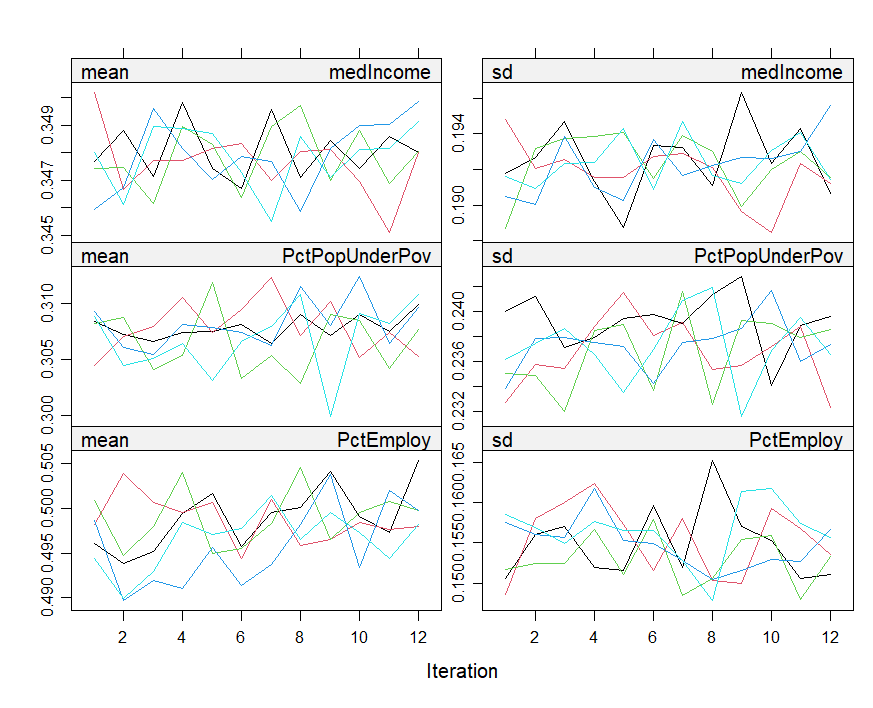 mean medIncome
sd medIncome
0.345 0.347 0.349
0.190 0.194
mean PctPopUnderPov
sd PctPopUnderPov
0.300 0.305 0.310
0.232 0.236 0.240
mean PctEmploy
sd PctEmploy
0.490 0.495 0.500 0.505
0.1500 0.1550 0.1600 0.165
2 4 6 8 10 12
2 4 6 8 10 12
Iteration